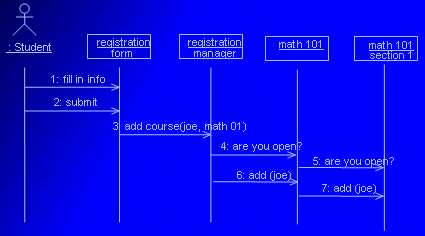 : Student
registration
form
registration
manager
math 101
math 101
section 1
1: fill in info
2: submit
3 add course(joe, math 01)
4: are you open?
5: are you open?
6: add (joe)
7: add (joe)